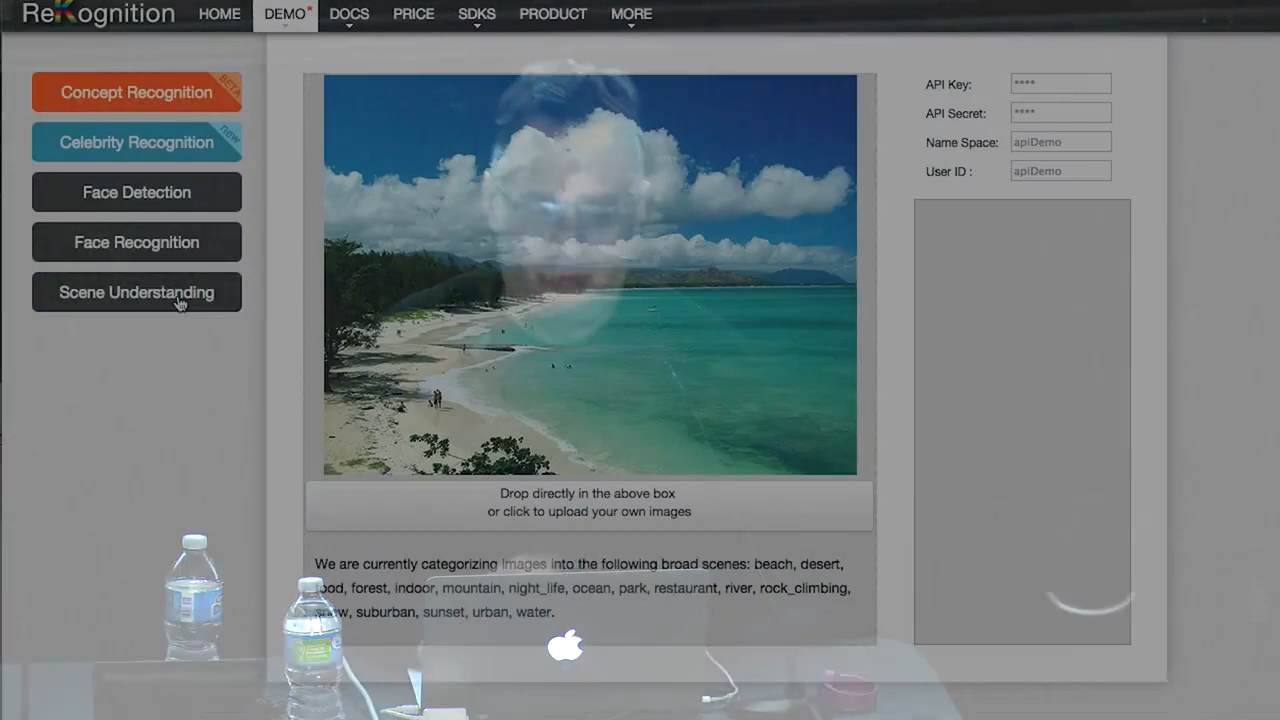 ReKognition HOME DEMO* DOCS PRICE SDKS PRODUCT MORE
Concept Recognition BETA
Celebrity Recognition new
Face Detection
Face Recognition
Scene Understanding
Drop directly in the above box
or click to upload your own images
We are currently categorizing images into the following broad scenes: beach, desert,
food, forest, indoor, mountain, night_life, ocean, park, restaurant, river, rock_climbing,
snow, suburban, sunset, urban, water.
API Key: ****
API Secret: ****
Name Space: apiDemo
User ID : apiDemo